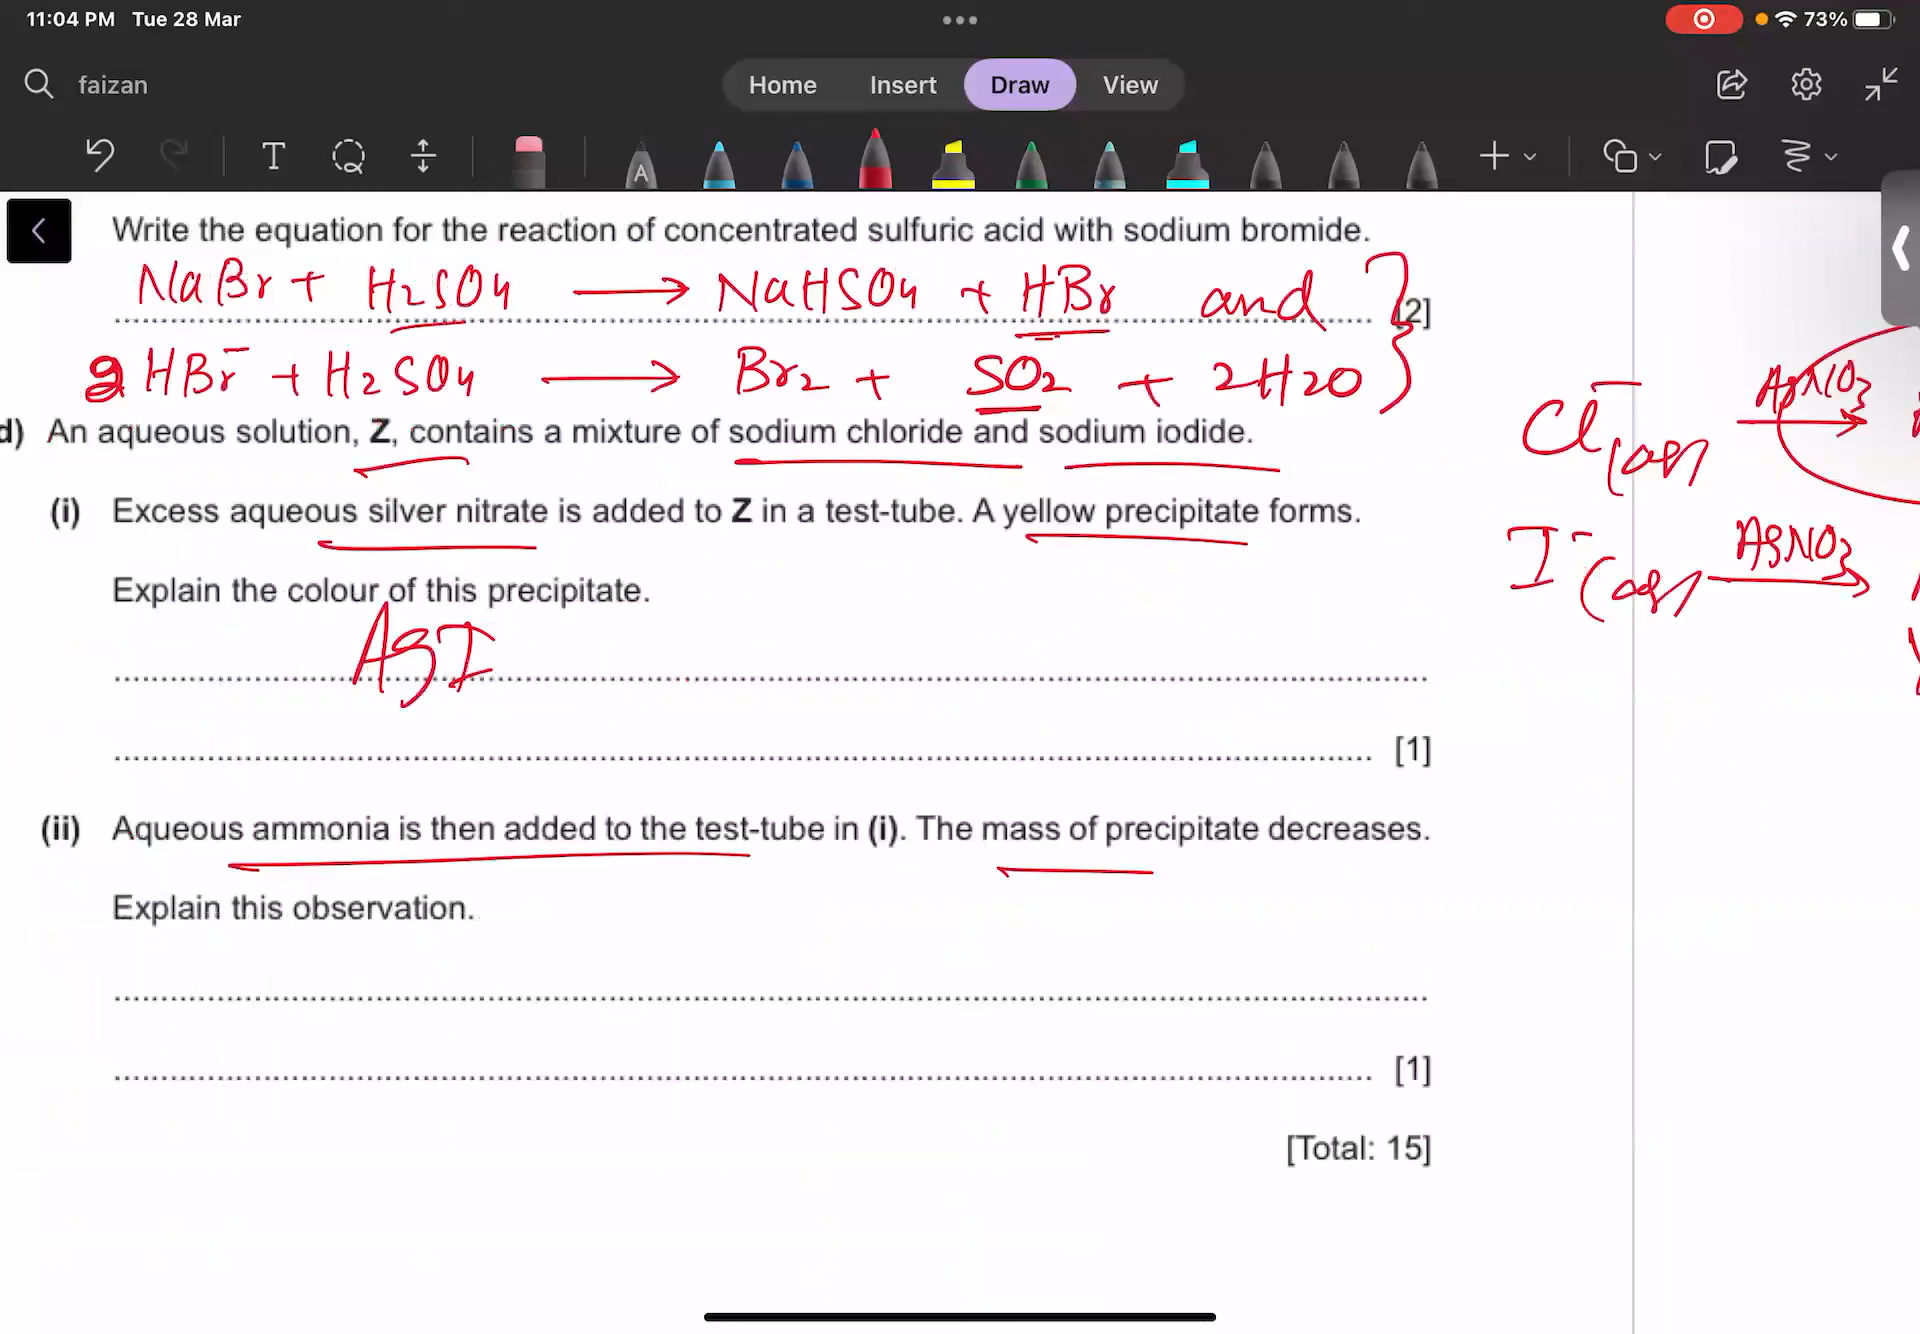 11:04 PM Tue 28 Mar
73%
faizan
Home Insert Draw View
T
A
Write the equation for the reaction of concentrated sulfuric acid with sodium bromide.
NaBr + H2SO4 → NaHSO4 + HBr and [2]
2HBr + H2SO4 → Br2 + SO2 + 2H2O
d) An aqueous solution, Z, contains a mixture of sodium chloride and sodium iodide.
(i) Excess aqueous silver nitrate is added to Z in a test-tube. A yellow precipitate forms.
Explain the colour of this precipitate.
AgI
[1]
(ii) Aqueous ammonia is then added to the test-tube in (i). The mass of precipitate decreases.
Explain this observation.
[1]
[Total: 15]
Cl-(aq) AgNO3 →
I-(aq) AgNO3 →